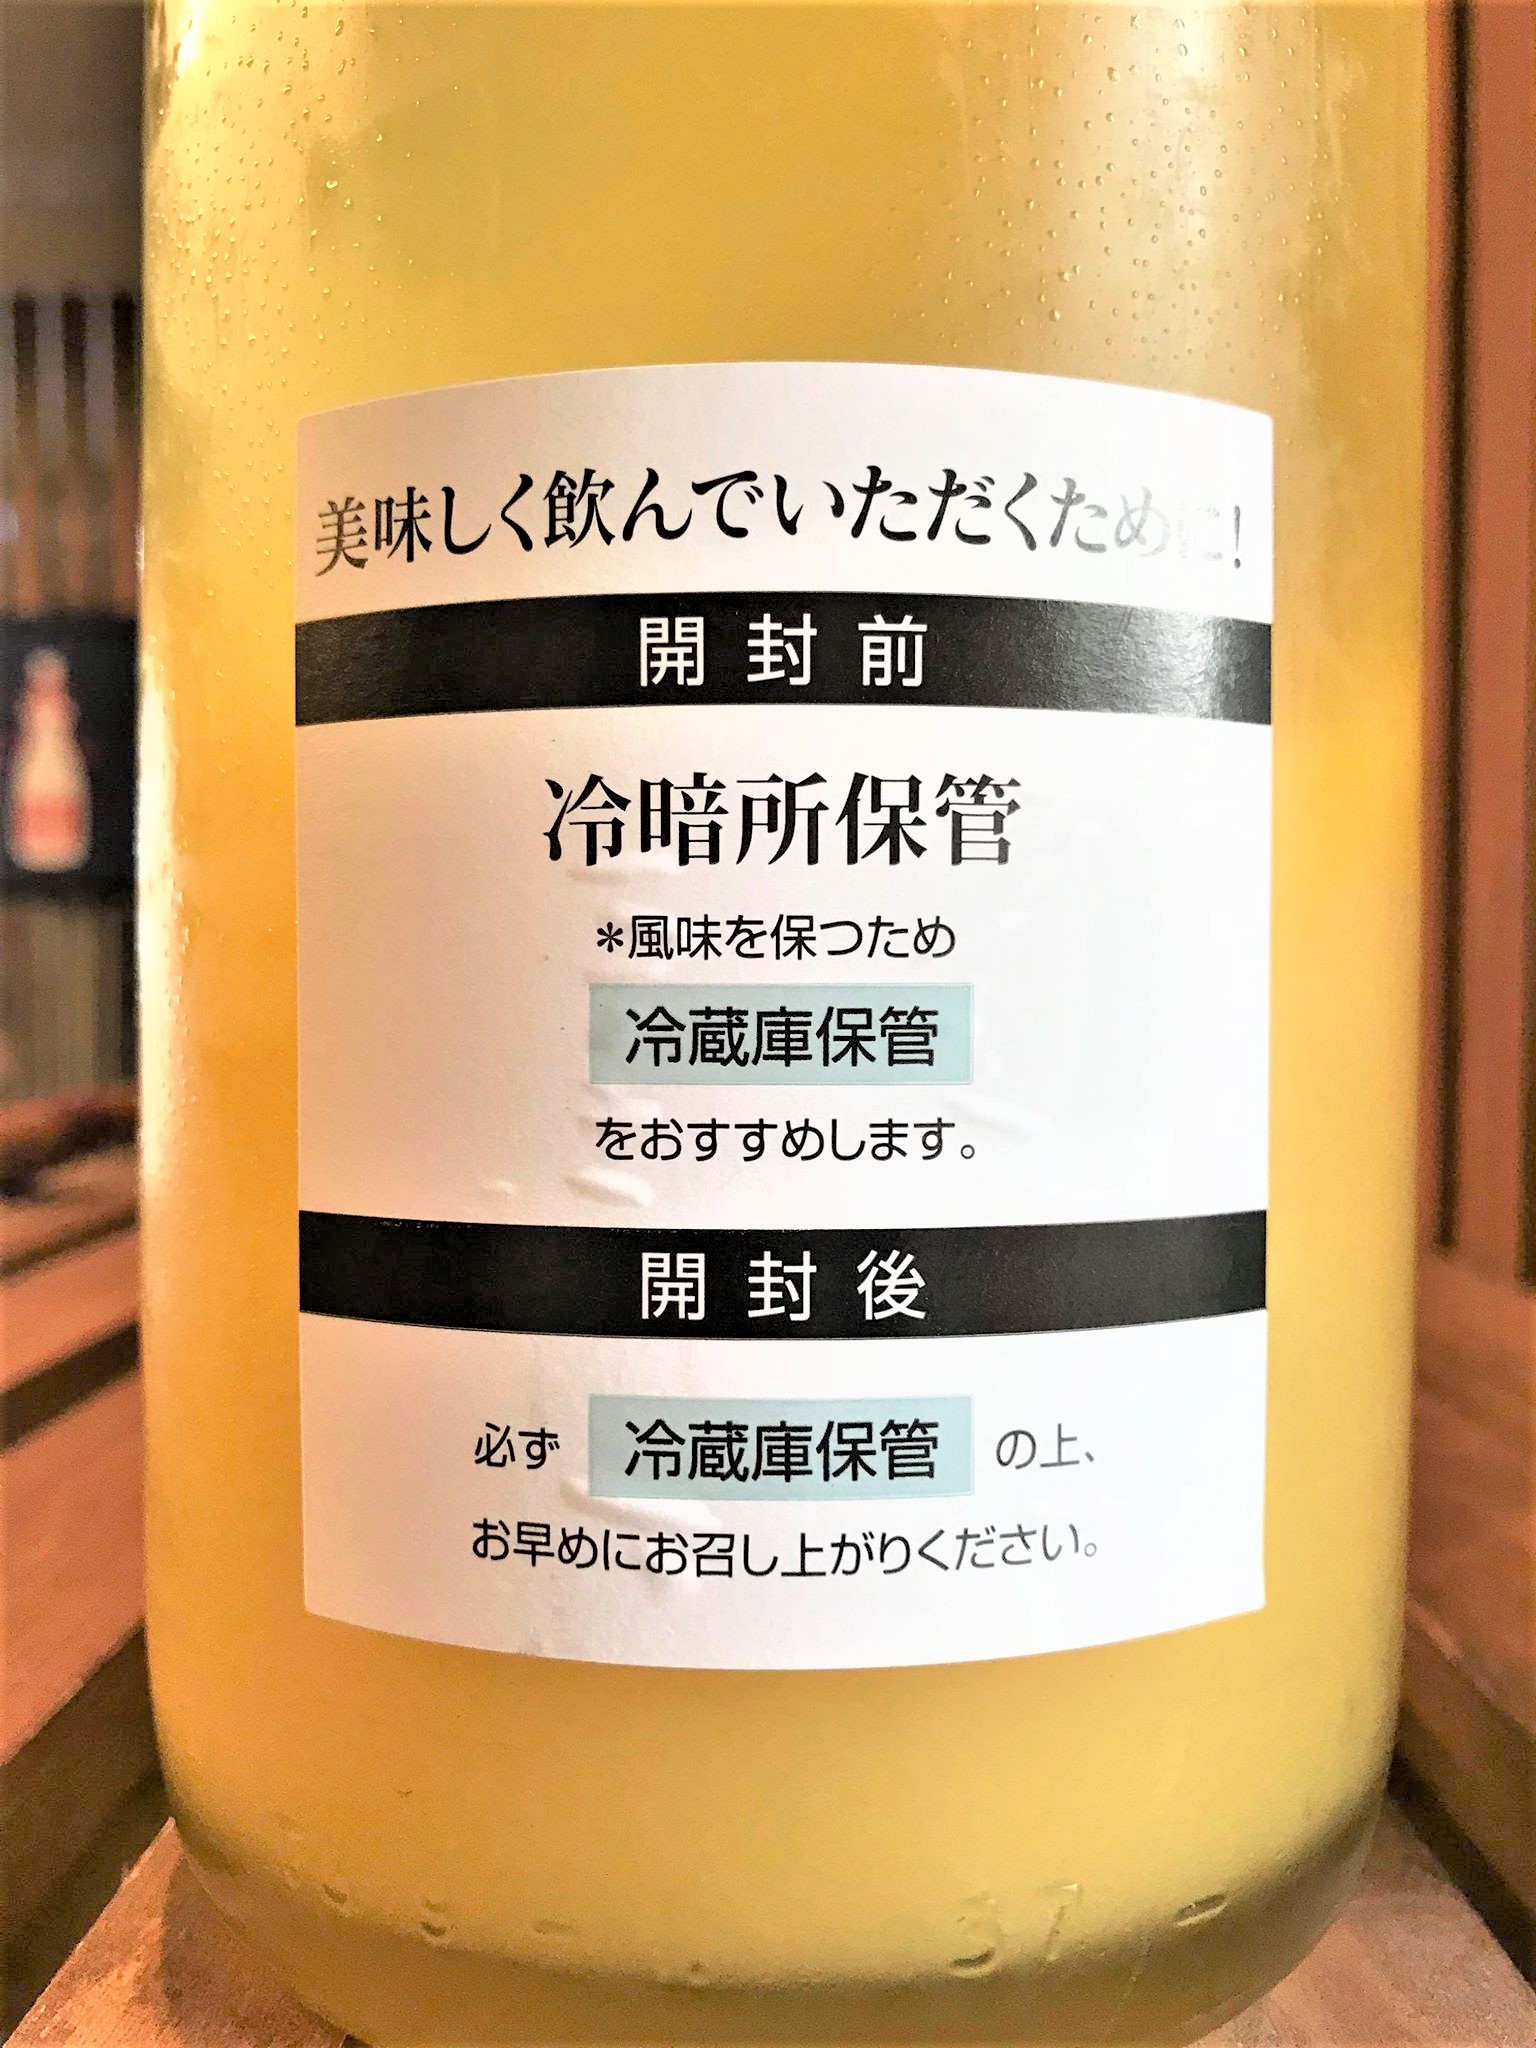 美味しく飲んでいただくために!
開封前
冷暗所保管
*風味を保つため
冷蔵庫保管
をおすすめします。
開封後
必ず 冷蔵庫保管 の上、
お早めにお召し上がりください。
37